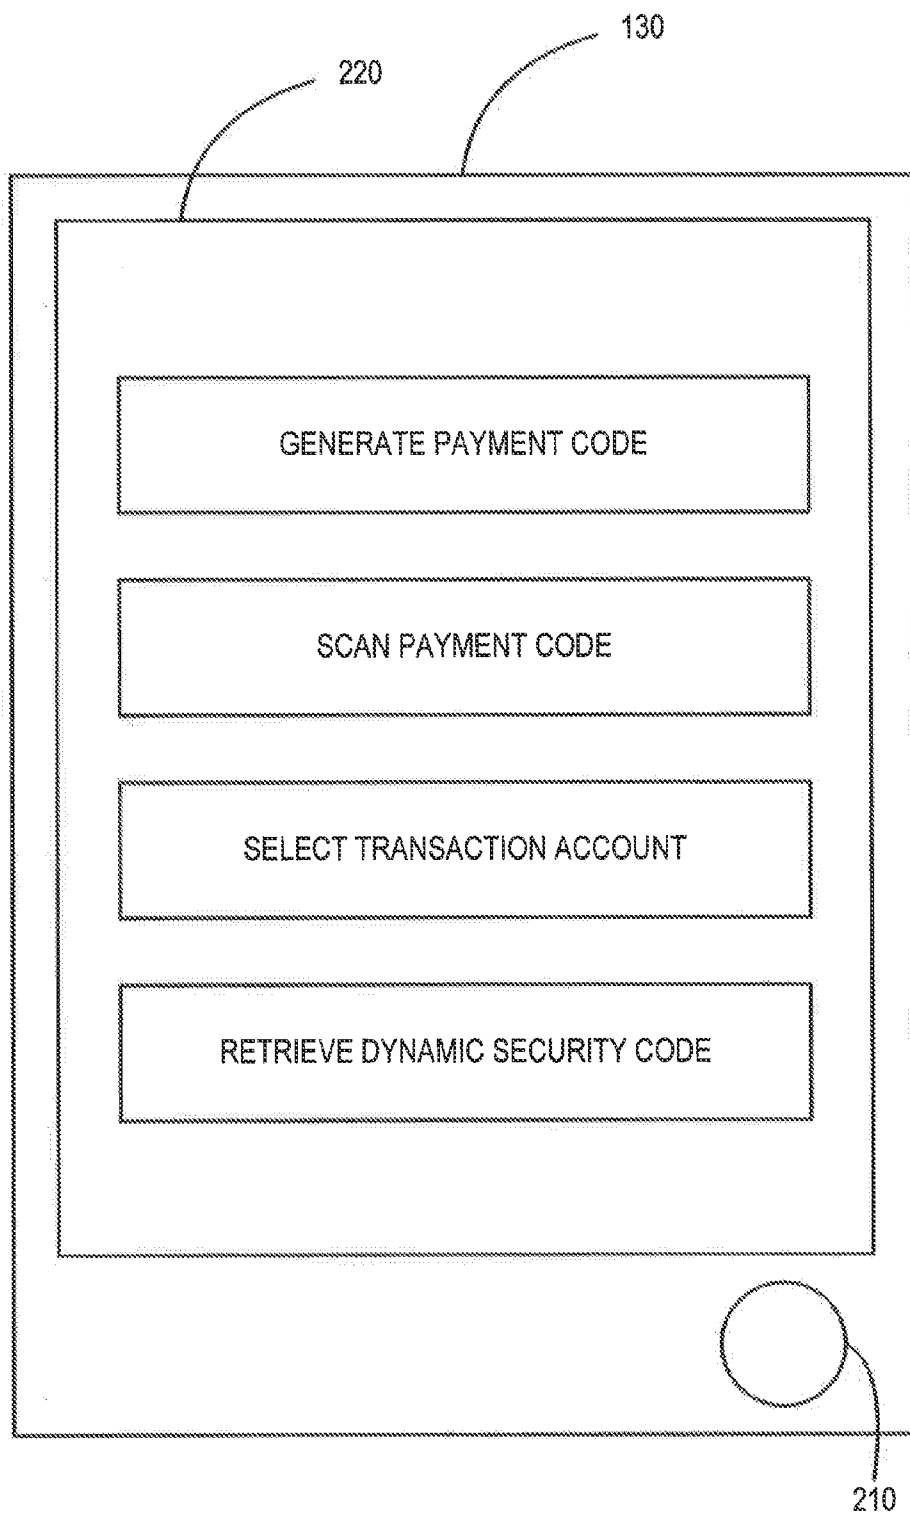 130
220
GENERATE PAYMENT CODE
SCAN PAYMENT CODE
SELECT TRANSACTION ACCOUNT
RETRIEVE DYNAMIC SECURITY CODE
210